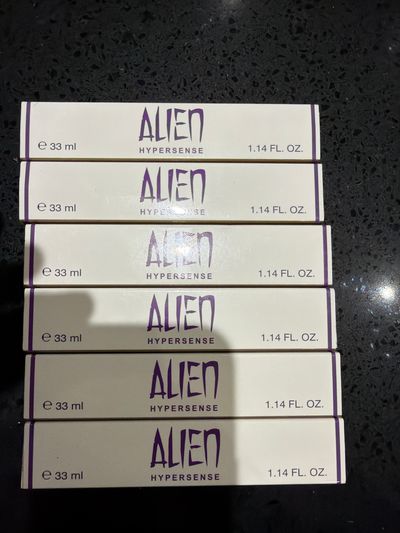 ALIEN
HYPERSENSE
℮ 33 ml 1.14 FL. OZ.
ALIEN
HYPERSENSE
℮ 33 ml 1.14 FL. OZ.
ALIEN
HYPERSENSE
℮ 33 ml 1.14 FL. OZ.
ALIEN
HYPERSENSE
℮ 33 ml 1.14 FL. OZ.
ALIEN
HYPERSENSE
℮ 33 ml 1.14 FL. OZ.
ALIEN
HYPERSENSE
℮ 33 ml 1.14 FL. OZ.